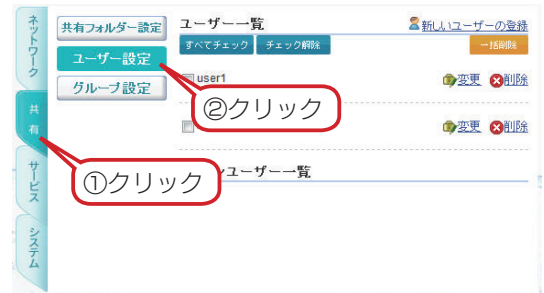 ネットワーク
共有
サービス
システム
共有フォルダー設定
ユーザー設定
グループ設定
ユーザー一覧
新しいユーザーの登録
すべてチェック
チェック解除
一括削除
user1
変更
削除
②クリック
変更
削除
①クリック
ユーザー一覧